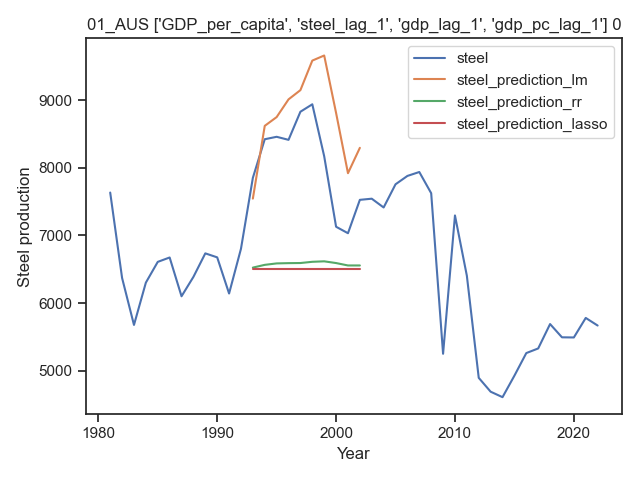 01_AUS ['GDP_per_capita', 'steel_lag_1', 'gdp_lag_1', 'gdp_pc_lag_1'] 0
steel
steel_prediction_lm
steel_prediction_rr
steel_prediction_lasso
Steel production
9000
8000
7000
6000
5000
1980
1990
2000
2010
2020
Year